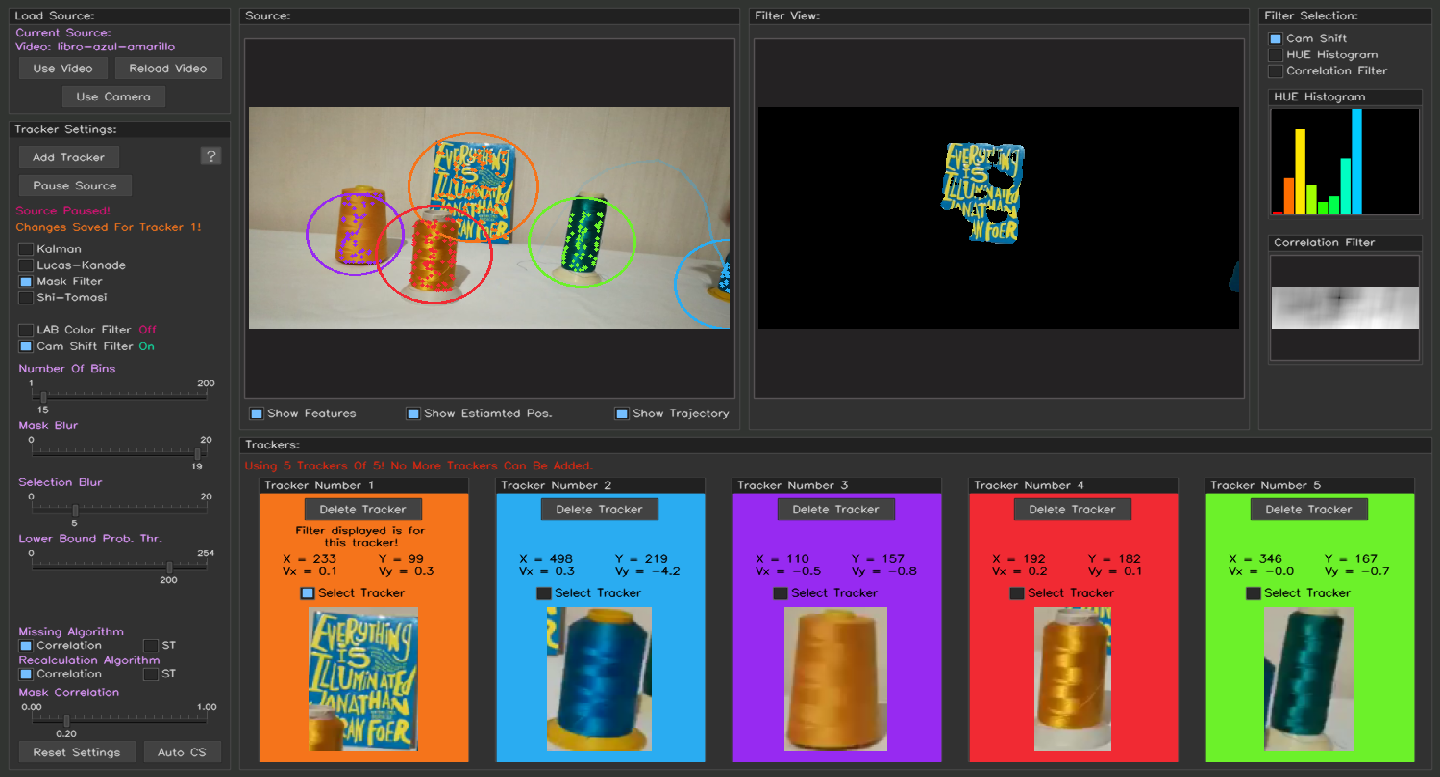 Load Source:
Current Source:
Video: libro-azul-amarillo
Use Video
Reload Video
Use Camera
Tracker Settings:
Add Tracker
?
Pause Source
Source Paused!
Changes Saved For Tracker 1!
Kalman
Lucas-Kanade
Mask Filter
Shi-Tomasi
LAB Color Filter Off
Cam Shift Filter On
Number Of Bins
1 200
15
Mask Blur
0 20
19
Selection Blur
0 20
5
Lower Bound Prob. Thr.
0 254
200
Missing Algorithm
Correlation ST
Recalculation Algorithm
Correlation ST
Mask Correlation
0.00 1.00
0.20
Reset Settings Auto CS
Source:
EVERYTHING
IS
ILLUMINATED
FOER
Show Features Show Estiamted Pos. Show Trajectory
Filter View:
EVERYTHING
IS
ILLUMINATED
FOER
Filter Selection:
Cam Shift
HUE Histogram
Correlation Filter
HUE Histogram
Correlation Filter
Trackers:
Using 5 Trackers Of 5! No More Trackers Can Be Added.
Tracker Number 1
Delete Tracker
Filter displayed is for
this tracker!
X = 233 Y = 99
Vx = 0.1 Vy = 0.3
Select Tracker
EVERYTHING
IS
ILLUMINATED
JONATHAN
FOER
Tracker Number 2
Delete Tracker
X = 498 Y = 219
Vx = 0.3 Vy = -4.2
Select Tracker
Tracker Number 3
Delete Tracker
X = 110 Y = 157
Vx = -0.5 Vy = -0.8
Select Tracker
Tracker Number 4
Delete Tracker
X = 192 Y = 182
Vx = 0.2 Vy = 0.1
Select Tracker
Tracker Number 5
Delete Tracker
X = 346 Y = 167
Vx = -0.0 Vy = -0.7
Select Tracker